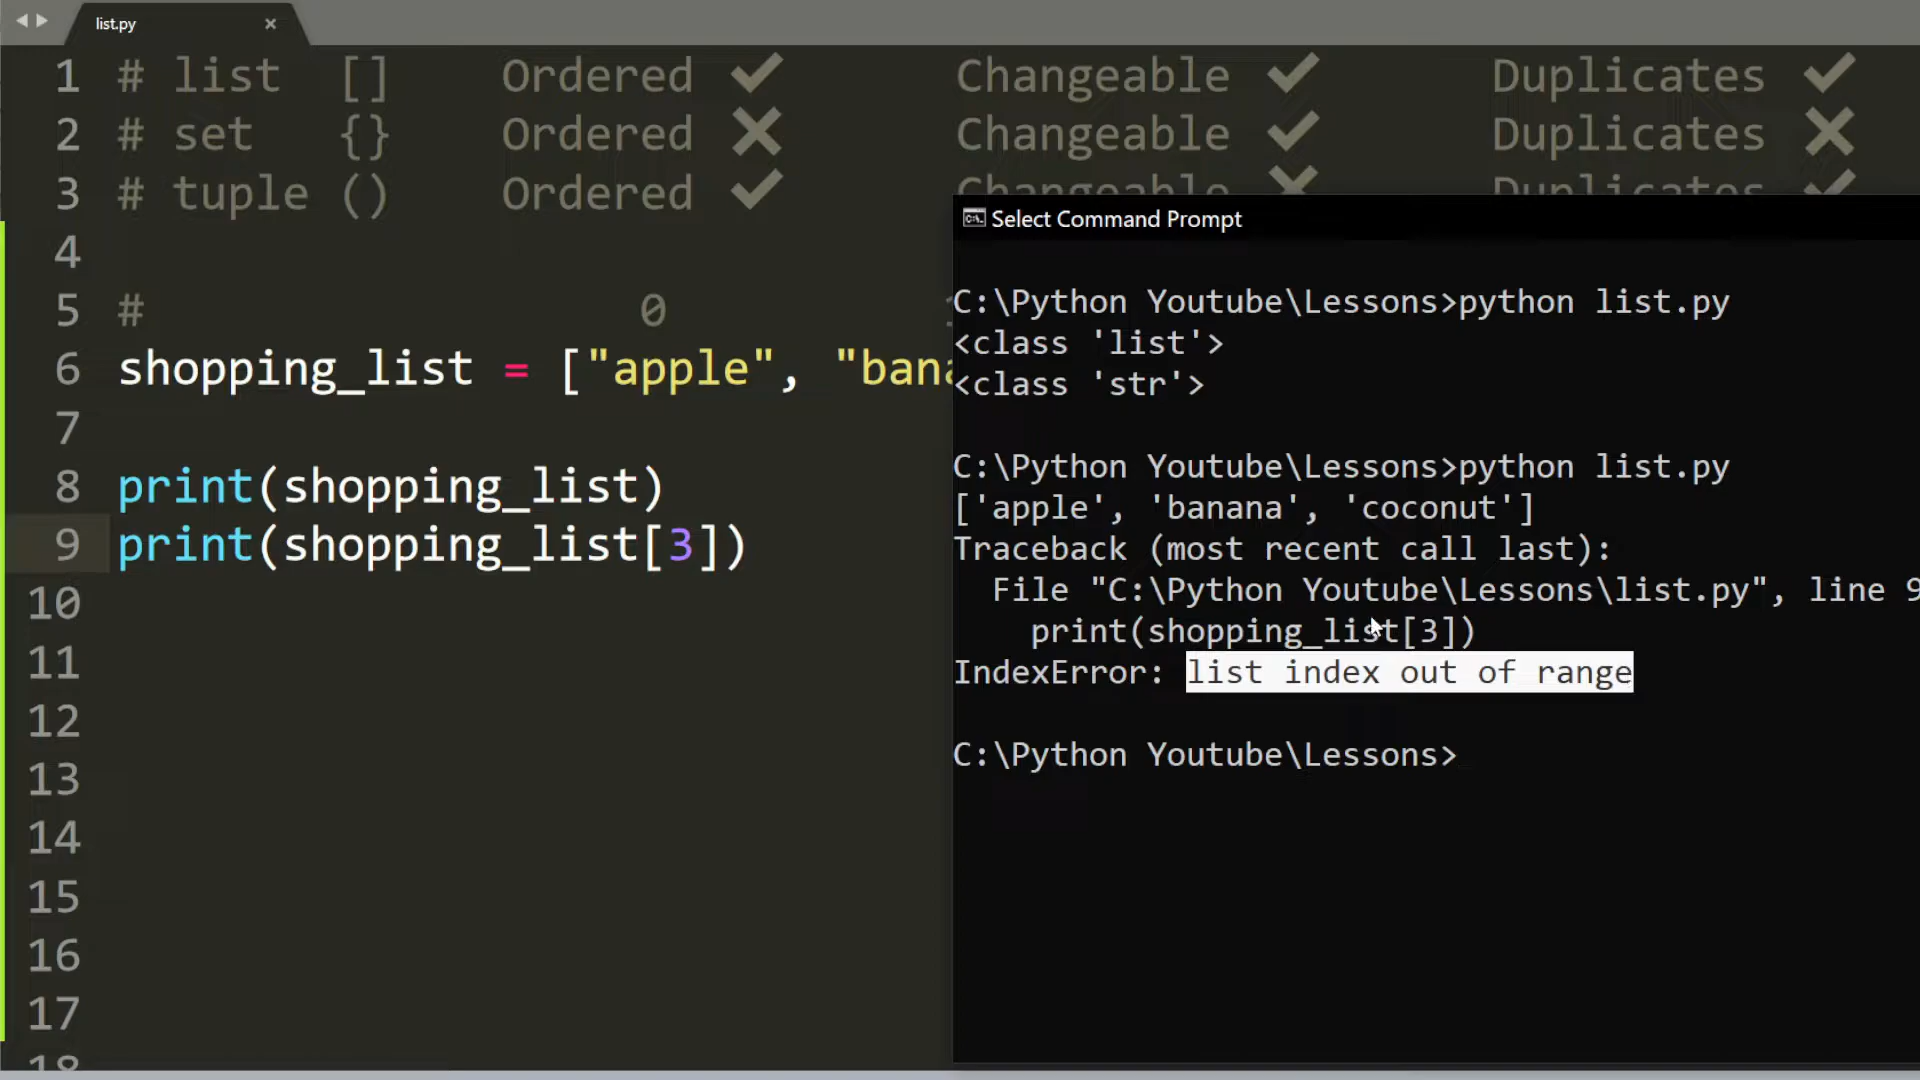 list.py ×
1 # list [] Ordered ✔ Changeable ✔ Duplicates ✔
2 # set {} Ordered ✖ Changeable ✔ Duplicates ✖
3 # tuple () Ordered ✔ Changeable ✖ Duplicates ✔
4
5 # 0
6 shopping_list = ["apple", "bana
7
8 print(shopping_list)
9 print(shopping_list[3])
10
11
12
13
14
15
16
17
18
Select Command Prompt
C:\Python Youtube\Lessons>python list.py
<class 'list'>
<class 'str'>
C:\Python Youtube\Lessons>python list.py
['apple', 'banana', 'coconut']
Traceback (most recent call last):
File "C:\Python Youtube\Lessons\list.py", line 9
print(shopping_list[3])
IndexError: list index out of range
C:\Python Youtube\Lessons>